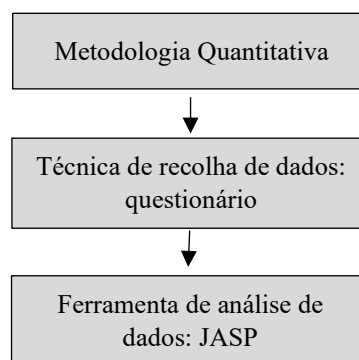 Metodologia Quantitativa
Técnica de recolha de dados:
questionário
Ferramenta de análise de
dados: JASP